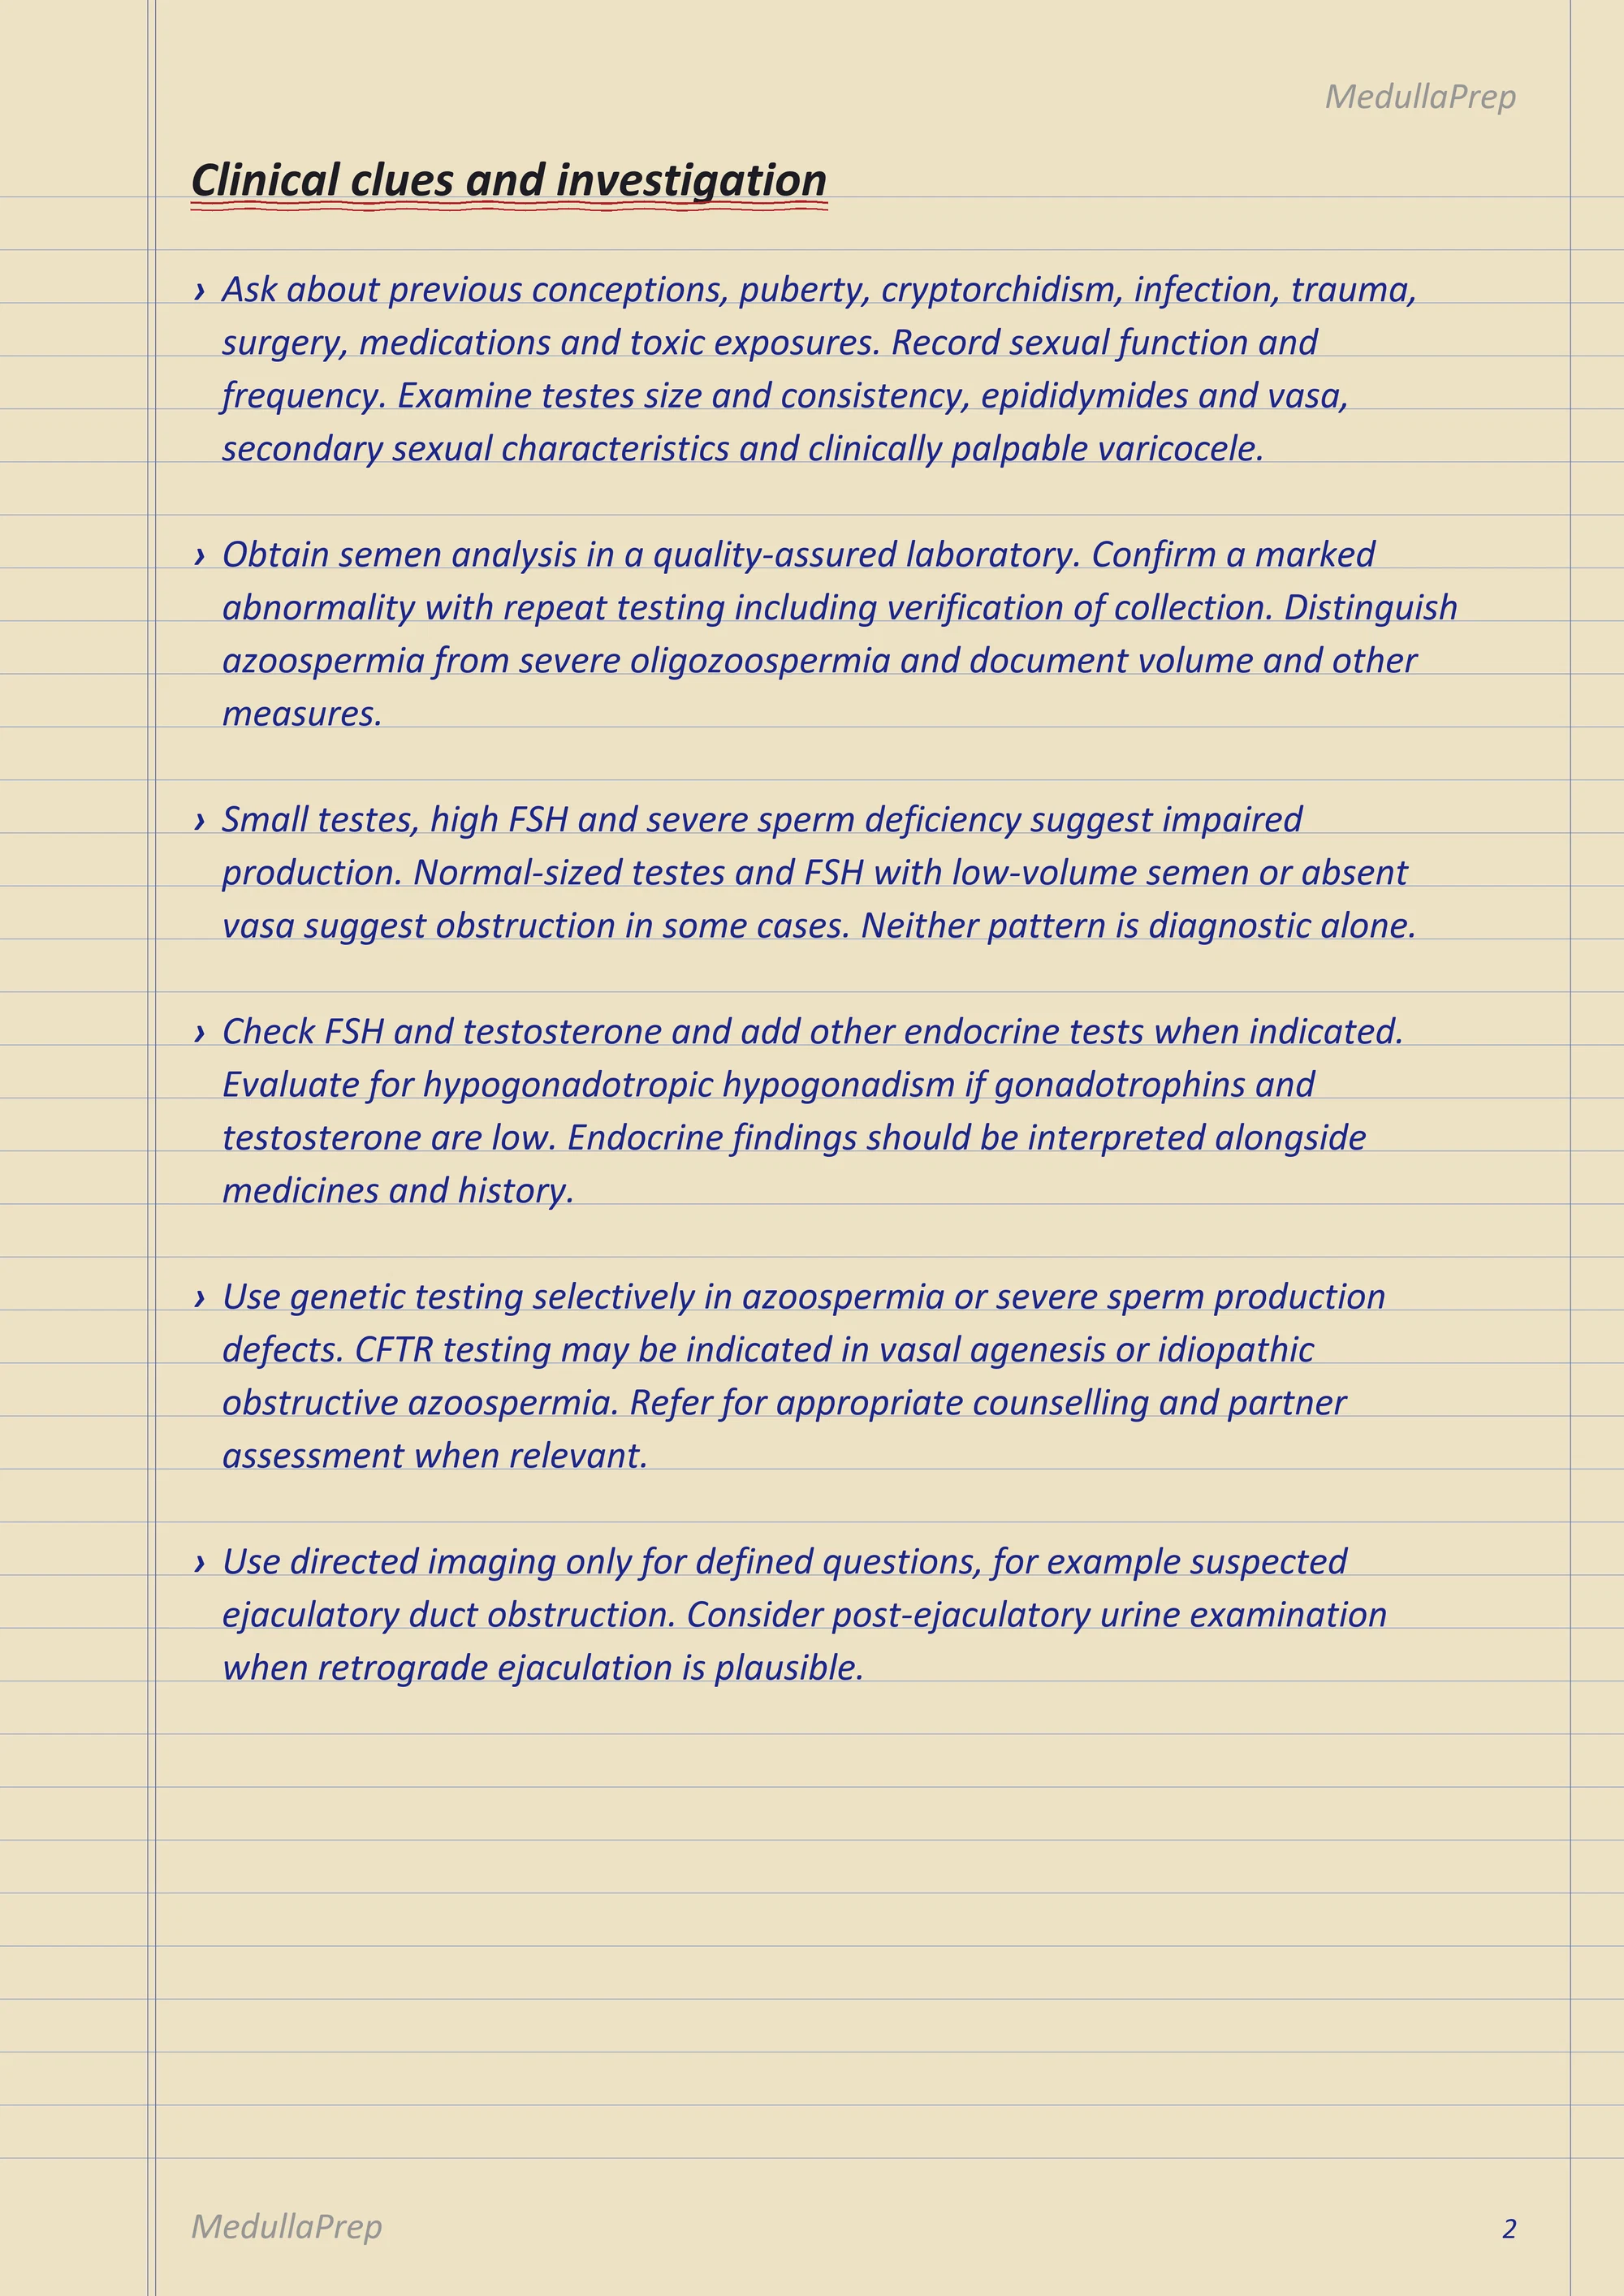 MedullaPrep
Clinical clues and investigation
› Ask about previous conceptions, puberty, cryptorchidism, infection, trauma,
surgery, medications and toxic exposures. Record sexual function and
frequency. Examine testes size and consistency, epididymides and vasa,
secondary sexual characteristics and clinically palpable varicocele.
› Obtain semen analysis in a quality-assured laboratory. Confirm a marked
abnormality with repeat testing including verification of collection. Distinguish
azoospermia from severe oligozoospermia and document volume and other
measures.
› Small testes, high FSH and severe sperm deficiency suggest impaired
production. Normal-sized testes and FSH with low-volume semen or absent
vasa suggest obstruction in some cases. Neither pattern is diagnostic alone.
› Check FSH and testosterone and add other endocrine tests when indicated.
Evaluate for hypogonadotropic hypogonadism if gonadotrophins and
testosterone are low. Endocrine findings should be interpreted alongside
medicines and history.
› Use genetic testing selectively in azoospermia or severe sperm production
defects. CFTR testing may be indicated in vasal agenesis or idiopathic
obstructive azoospermia. Refer for appropriate counselling and partner
assessment when relevant.
› Use directed imaging only for defined questions, for example suspected
ejaculatory duct obstruction. Consider post-ejaculatory urine examination
when retrograde ejaculation is plausible.
MedullaPrep
2